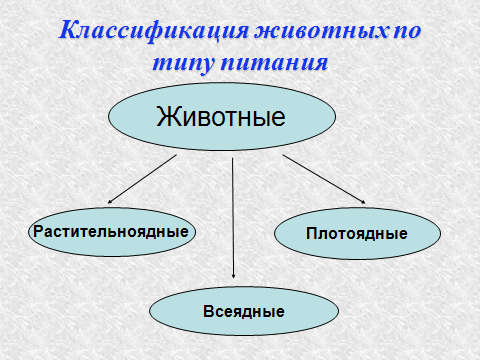 Классификация животных по
типу питания
Животные
Растительноядные
Плотоядные
Всеядные